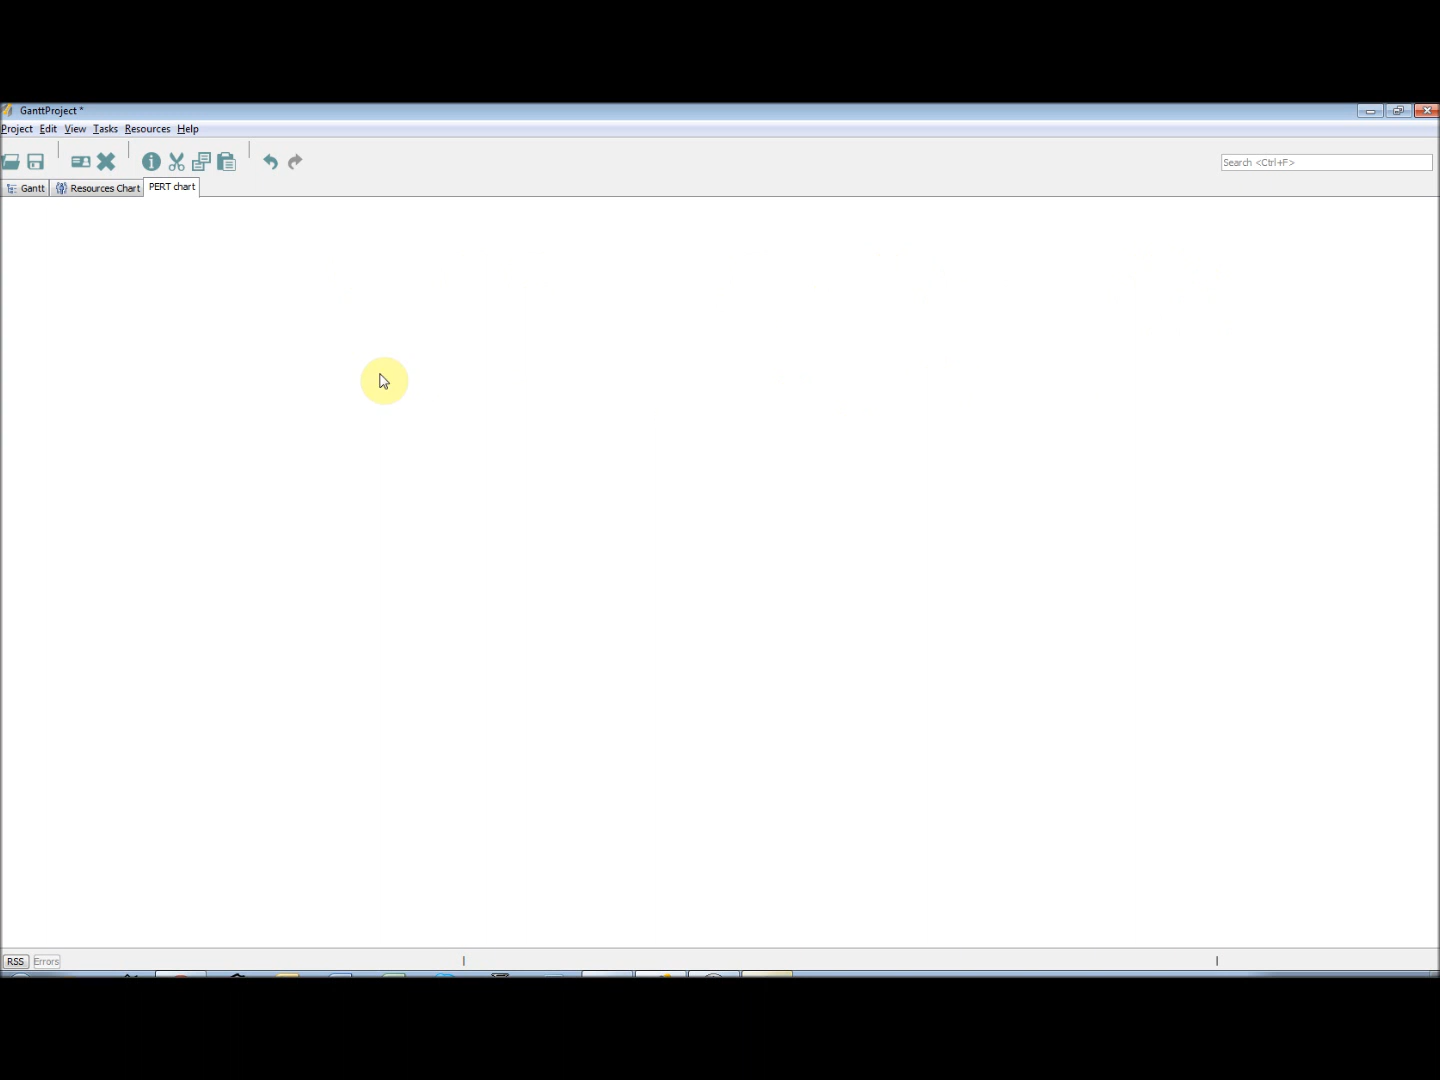 GanttProject *
Project Edit View Tasks Resources Help
Search <Ctrl+F>
Gantt Resources Chart PERT chart
RSS Errors